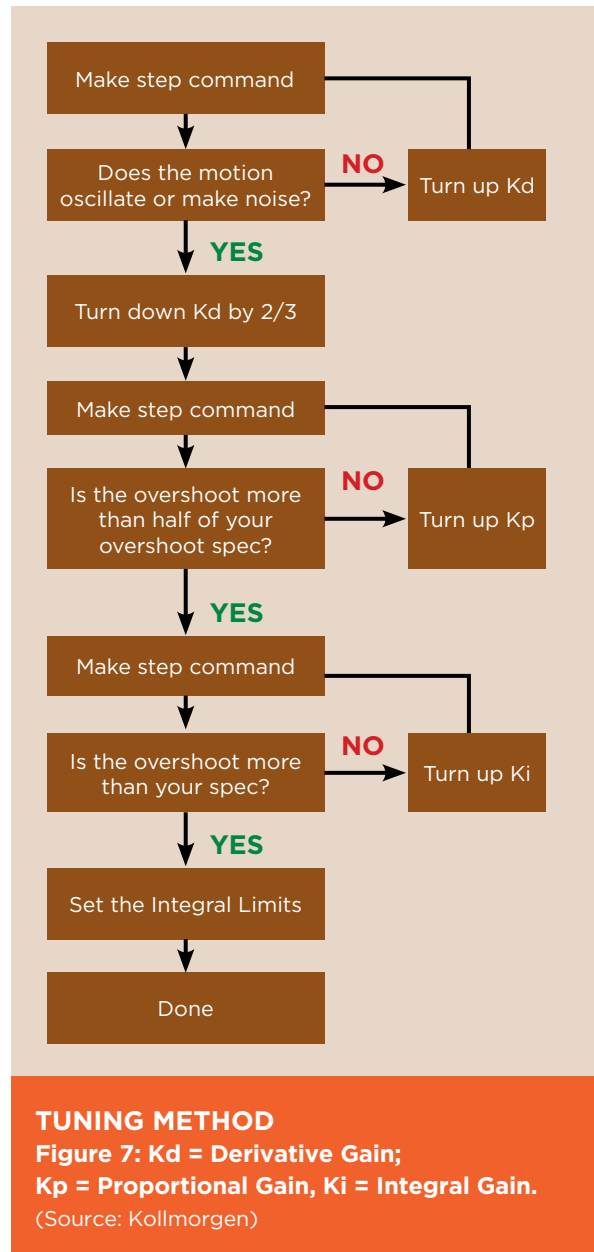 Make step command
Does the motion
oscillate or make noise?
NO
Turn up Kd
YES
Turn down Kd by 2/3
Make step command
Is the overshoot more
than half of your
overshoot spec?
NO
Turn up Kp
YES
Make step command
Is the overshoot more
than your spec?
NO
Turn up Ki
YES
Set the Integral Limits
Done
TUNING METHOD
Figure 7: Kd = Derivative Gain;
Kp = Proportional Gain, Ki = Integral Gain.
(Source: Kollmorgen)